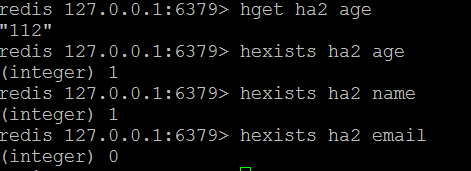 redis 127.0.0.1:6379> hget ha2 age
"112"
redis 127.0.0.1:6379> hexists ha2 age
(integer) 1
redis 127.0.0.1:6379> hexists ha2 name
(integer) 1
redis 127.0.0.1:6379> hexists ha2 email
(integer) 0